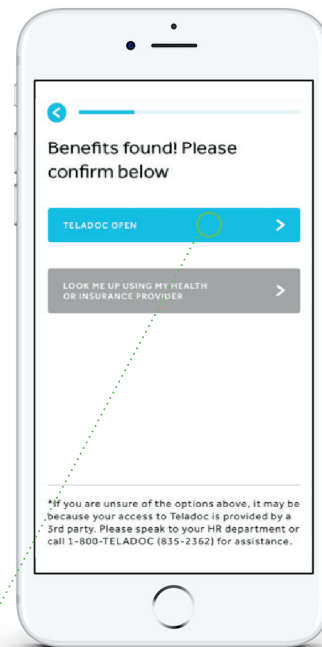 Benefits found! Please
confirm below
TELADOC OPEN
LOOK ME UP USING MY HEALTH
OR INSURANCE PROVIDER
*If you are unsure of the options above, it may be
because your access to Teladoc is provided by a
3rd party. Please speak to your HR department or
call 1-800-TELADOC (835-2362) for assistance.